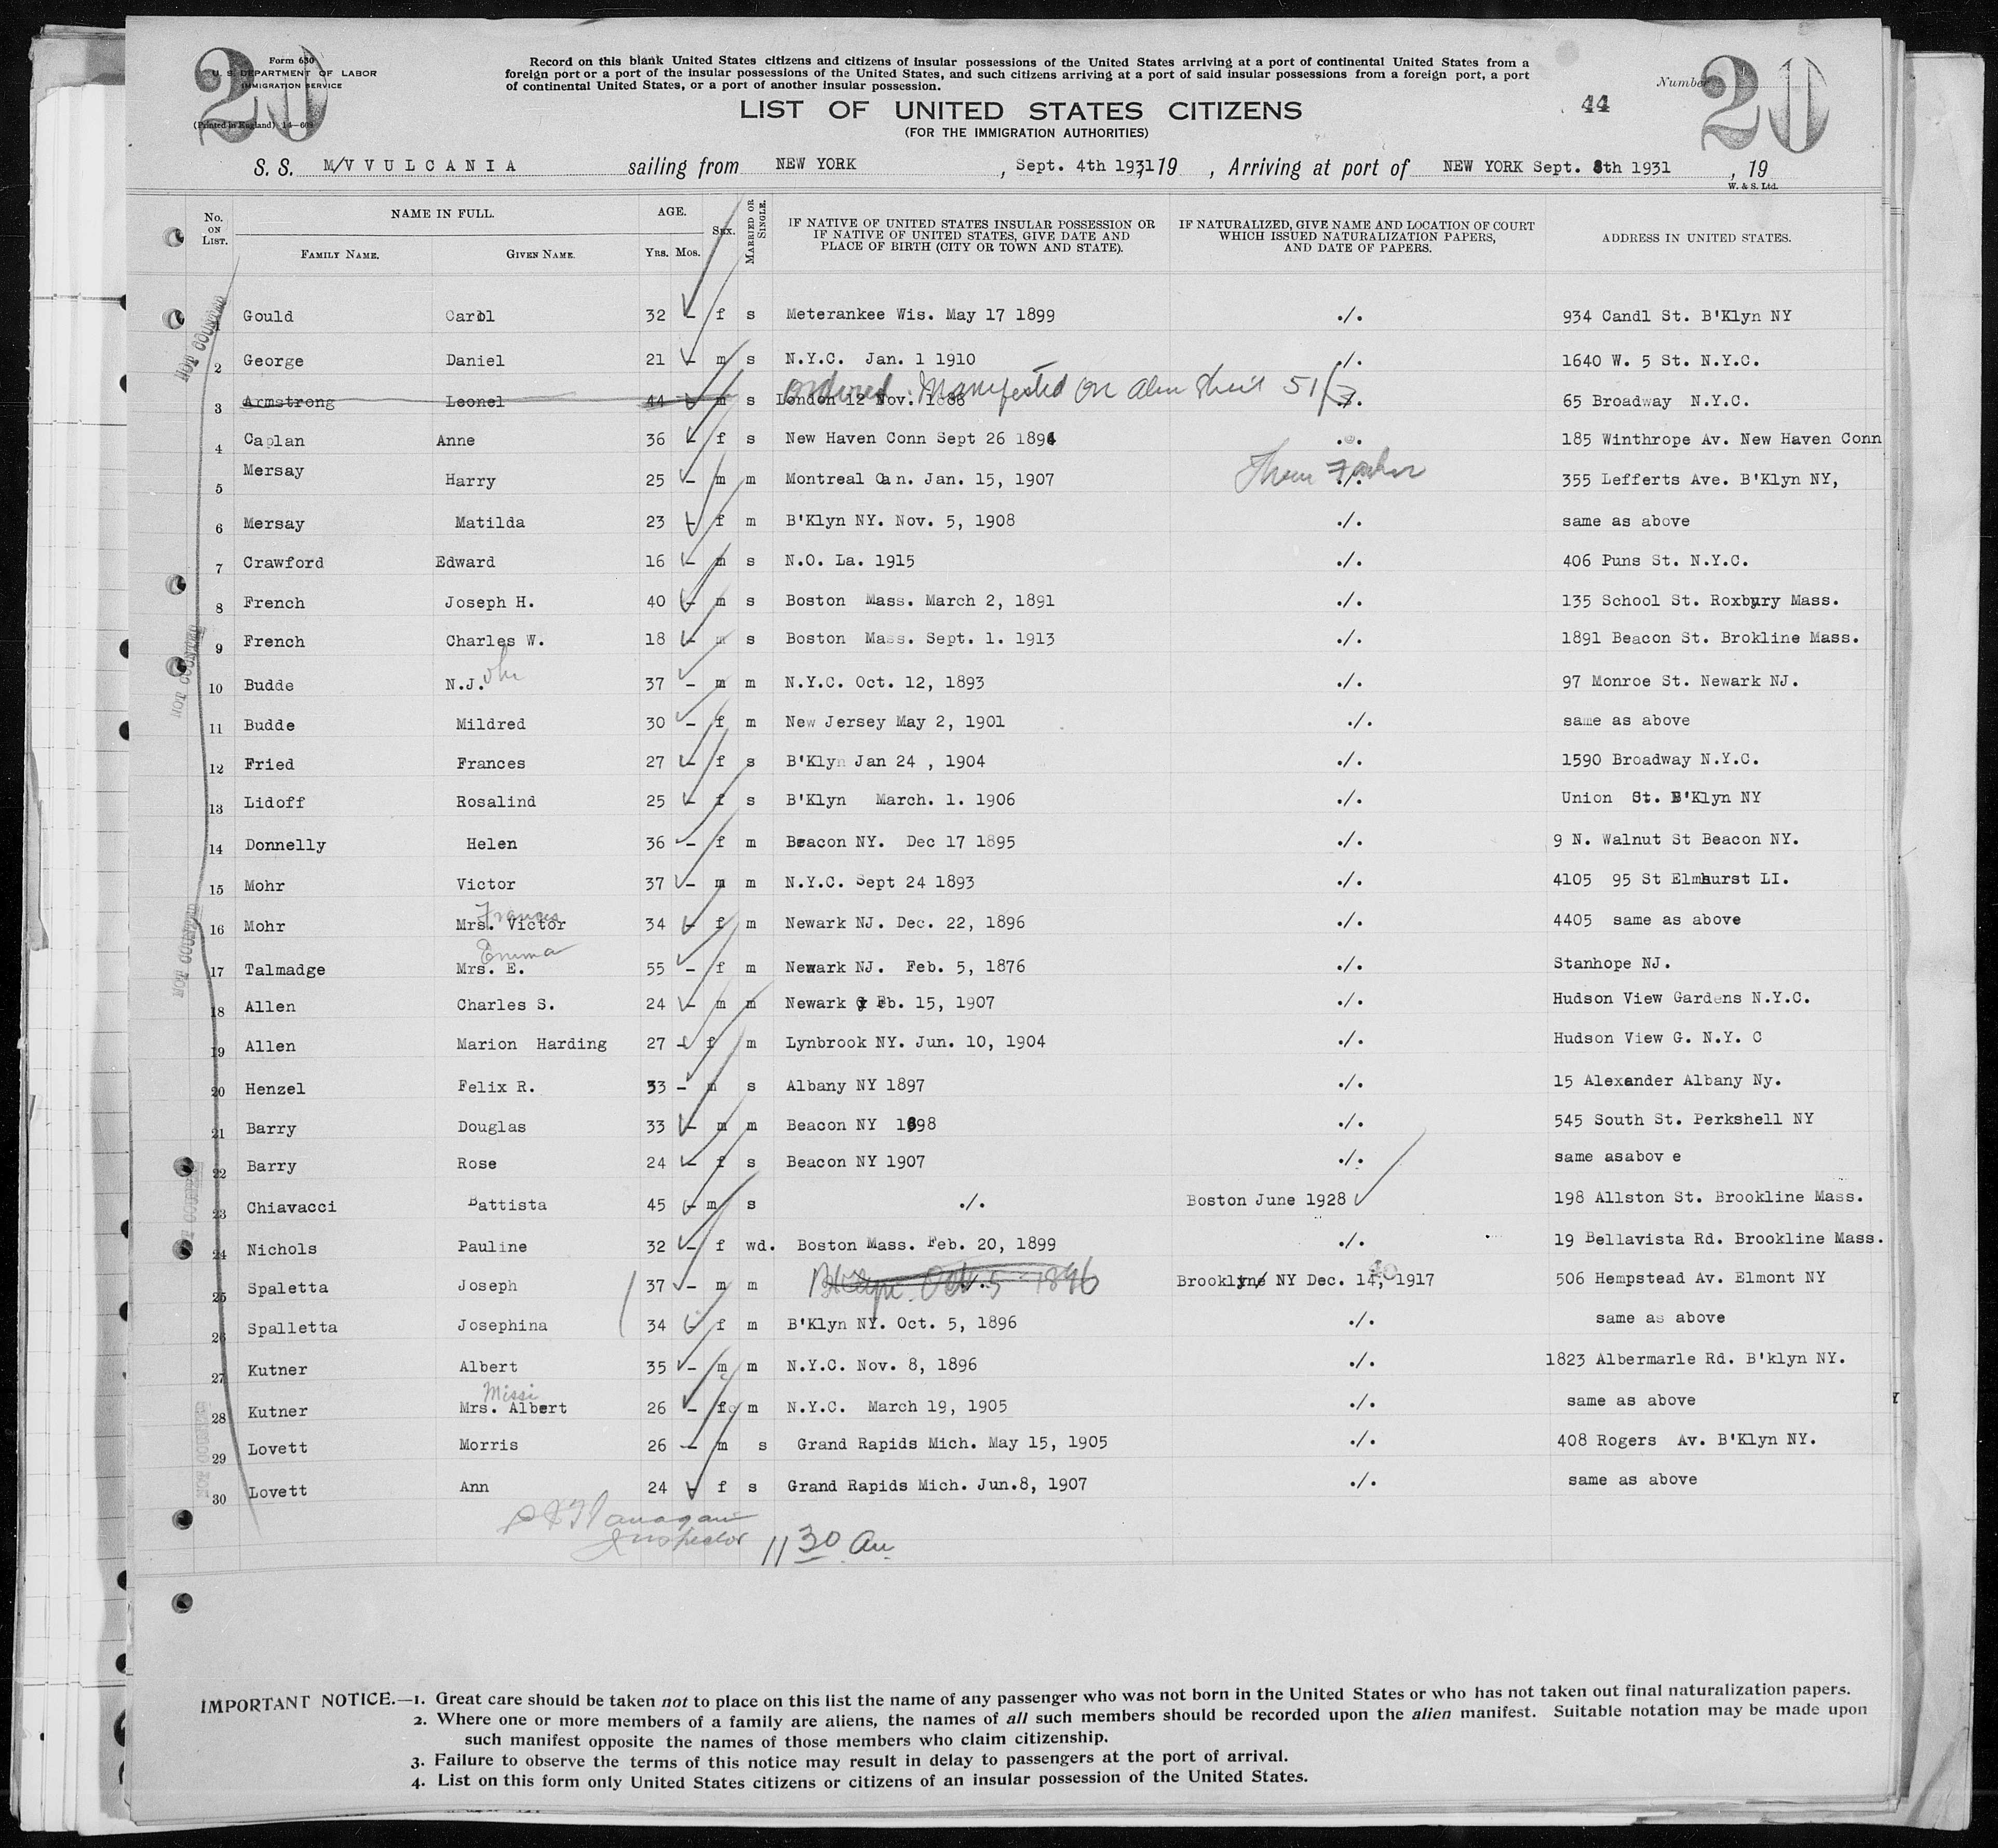 20
Form 630
U. S. DEPARTMENT OF LABOR
IMMIGRATION SERVICE
(Printed in England) 14—608
Record on this blank United States citizens and citizens of insular possessions of the United States arriving at a port of continental United States from a
foreign port or a port of the insular possessions of the United States, and such citizens arriving at a port of said insular possessions from a foreign port, a port
of continental United States, or a port of another insular possession.
Number 20
44
LIST OF UNITED STATES CITIZENS
(FOR THE IMMIGRATION AUTHORITIES)
S. S. M/V VULCANIA sailing from NEW YORK, Sept. 4th 1931, 19 , Arriving at port of NEW YORK Sept. 8th 1931, 19
W. & S. Ltd.
No. ON LIST. NAME IN FULL. AGE. SEX. MARRIED OR SINGLE. IF NATIVE OF UNITED STATES INSULAR POSSESSION OR IF NATIVE OF UNITED STATES, GIVE DATE AND PLACE OF BIRTH (CITY OR TOWN AND STATE). IF NATURALIZED, GIVE NAME AND LOCATION OF COURT WHICH ISSUED NATURALIZATION PAPERS, AND DATE OF PAPERS. ADDRESS IN UNITED STATES.
FAMILY NAME. GIVEN NAME. YRS. MOS.
NOT COUNTED
1 Gould Carol 32 - f s Meterankee Wis. May 17 1899 ./. 934 Candl St. B'Klyn NY
2 George Daniel 21 - m s N.Y.C. Jan. 1 1910 ./. 1640 W. 5 St. N.Y.C.
ordered Manifested on alien sheet 51/3
3 Armstrong Leonel 44 - m s London 12 Nov. 1886 ./. 65 Broadway N.Y.C.
4 Caplan Anne 36 - f s New Haven Conn Sept 26 1894 ./. 185 Winthrope Av. New Haven Conn
Father
5 Mersay Harry 25 - m m Montreal Can. Jan. 15, 1907 ./. 355 Lefferts Ave. B'Klyn NY,
6 Mersay Matilda 23 - f m B'Klyn NY. Nov. 5, 1908 ./. same as above
7 Crawford Edward 16 - m s N.O. La. 1915 ./. 406 Puns St. N.Y.C.
8 French Joseph H. 40 - m s Boston Mass. March 2, 1891 ./. 135 School St. Roxbury Mass.
NOT COUNTED
9 French Charles W. 18 - m s Boston Mass. Sept. 1. 1913 ./. 1891 Beacon St. Brokline Mass.
10 Budde N.J. ohn 37 - m m N.Y.C. Oct. 12, 1893 ./. 97 Monroe St. Newark NJ.
11 Budde Mildred 30 - f m New Jersey May 2, 1901 ./. same as above
12 Fried Frances 27 - f s B'Klyn Jan 24 , 1904 ./. 1590 Broadway N.Y.C.
13 Lidoff Rosalind 25 - f s B'Klyn March. 1. 1906 ./. Union St. B'Klyn NY
14 Donnelly Helen 36 - f m Beacon NY. Dec 17 1895 ./. 9 N. Walnut St Beacon NY.
15 Mohr Victor 37 - m m N.Y.C. Sept 24 1893 ./. 4105 95 St Elmhurst LI.
Frances
16 Mohr Mrs. Victor 34 - f m Newark NJ. Dec. 22, 1896 ./. 4405 same as above
NOT COUNTED
Emma
17 Talmadge Mrs. E. 55 - f m Newark NJ. Feb. 5, 1876 ./. Stanhope NJ.
18 Allen Charles S. 24 - m m Newark Feb. 15, 1907 ./. Hudson View Gardens N.Y.C.
19 Allen Marion Harding 27 - f m Lynbrook NY. Jun. 10, 1904 ./. Hudson View G. N.Y. C
20 Henzel Felix R. 33 - m s Albany NY 1897 ./. 15 Alexander Albany Ny.
21 Barry Douglas 33 - m m Beacon NY 1898 ./. 545 South St. Perkshell NY
22 Barry Rose 24 - f s Beacon NY 1907 ./. same asabov e
NOT COUNTED
23 Chiavacci Battista 45 - m s ./. Boston June 1928 198 Allston St. Brookline Mass.
24 Nichols Pauline 32 - f wd. Boston Mass. Feb. 20, 1899 ./. 19 Bellavista Rd. Brookline Mass.
25 Spaletta Joseph 37 - m m Oct. 5 1896 Brooklyne NY Dec. 14, 1917 506 Hempstead Av. Elmont NY
26 Spalletta Josephina 34 - f m B'Klyn NY. Oct. 5, 1896 ./. same as above
27 Kutner Albert 35 - m m N.Y.C. Nov. 8, 1896 ./. 1823 Albermarle Rd. B'klyn NY.
Missi
28 Kutner Mrs. Albert 26 - f m N.Y.C. March 19, 1905 ./. same as above
NOT COUNTED
29 Lovett Morris 26 - m s Grand Rapids Mich. May 15, 1905 ./. 408 Rogers Av. B'Klyn NY.
30 Lovett Ann 24 - f s Grand Rapids Mich. Jun.8, 1907 ./. same as above
Flanagan
Inspector 11 30 Am
IMPORTANT NOTICE.—1. Great care should be taken not to place on this list the name of any passenger who was not born in the United States or who has not taken out final naturalization papers.
2. Where one or more members of a family are aliens, the names of all such members should be recorded upon the alien manifest. Suitable notation may be made upon
such manifest opposite the names of those members who claim citizenship.
3. Failure to observe the terms of this notice may result in delay to passengers at the port of arrival.
4. List on this form only United States citizens or citizens of an insular possession of the United States.